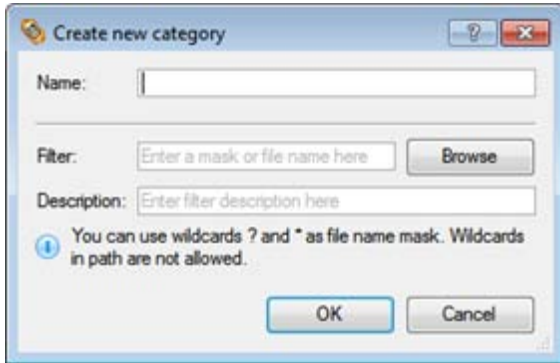 Create new category
Name:
Filter: Enter a mask or file name here Browse
Description: Enter filter description here
You can use wildcards ? and * as file name mask. Wildcards
in path are not allowed.
OK Cancel